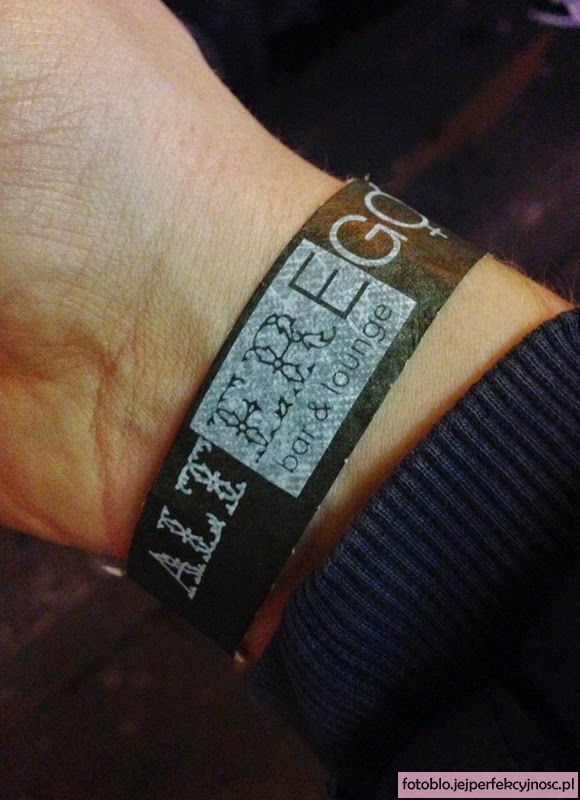 ALTER EGO
bar & lounge
fotoblo.jejperfekcyjnosc.pl